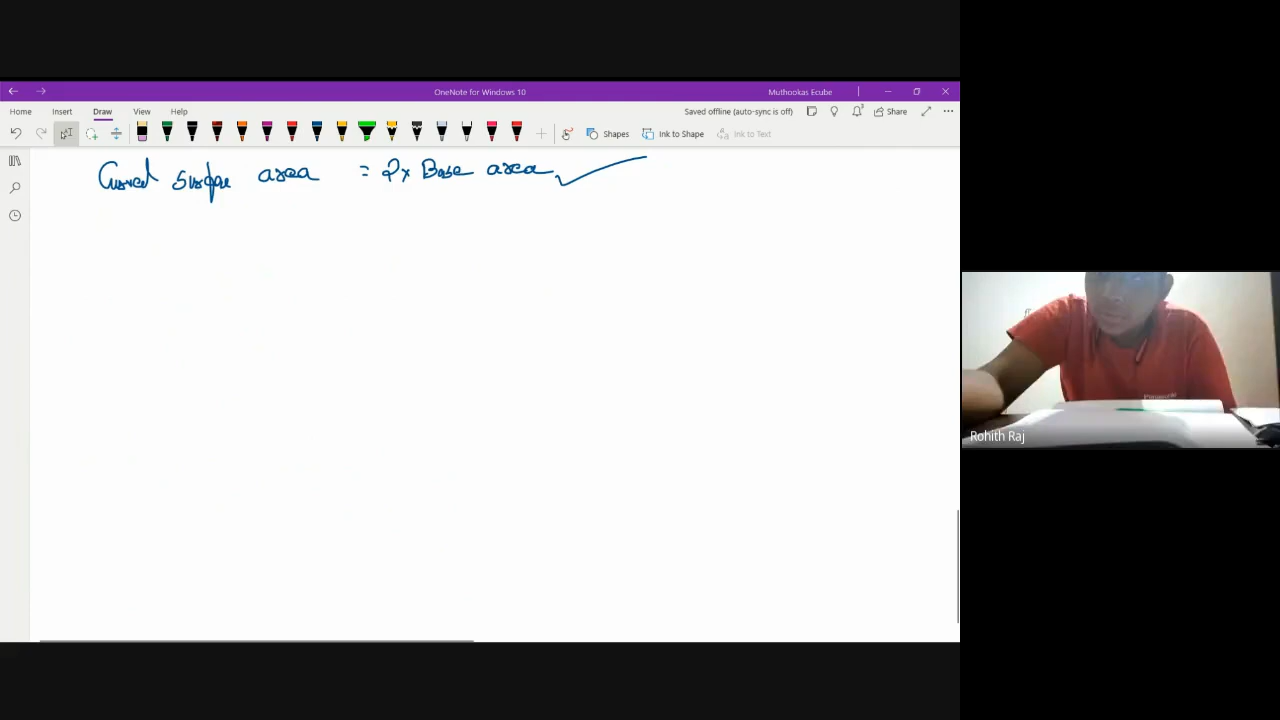 OneNote for Windows 10
Muthookas Ecube
Home Insert Draw View Help
Saved offline (auto-sync is off)
Share
Shapes
Ink to Shape
Ink to Text
Curved surface area = 2x Base area
Rohith Raj